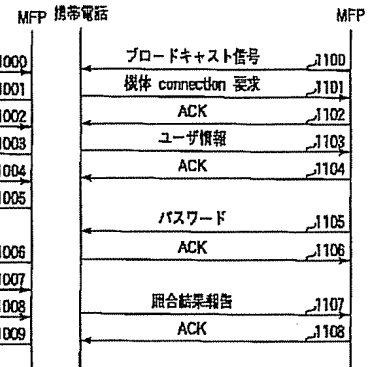 MFP 携帯電話 MFP
1000 ブロードキャスト信号 1100
1001 機体 connection 要求 1101
1002 ACK 1102
1003 ユーザ情報 1103
1004 ACK 1104
1005
パスワード 1105
1006 ACK 1106
1007
1008 照合結果報告 1107
1009 ACK 1108